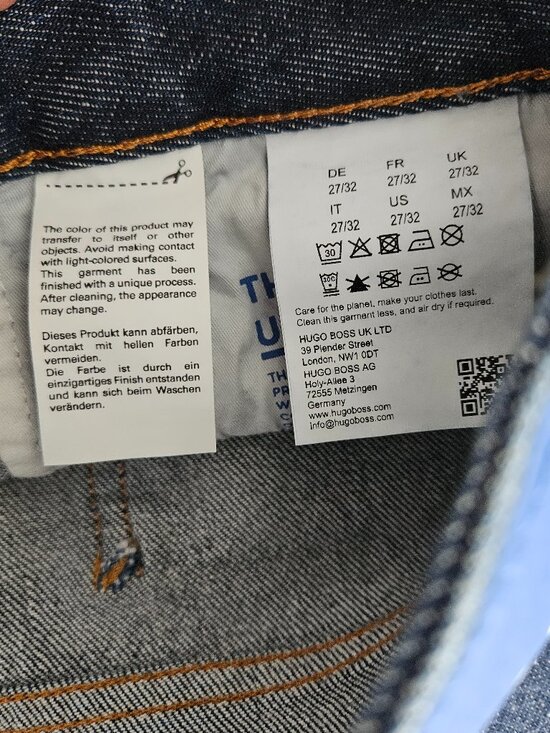 The color of this product may
transfer to itself or other
objects. Avoid making contact
with light-colored surfaces.
This garment has been
finished with a unique process.
After cleaning, the appearance
may change.
Dieses Produkt kann abfärben,
Kontakt mit hellen Farben
vermeiden.
Die Farbe ist durch ein
einzigartiges Finish entstanden
und kann sich beim Waschen
verändern.
DE FR UK
27/32 27/32 27/32
IT US MX
27/32 27/32 27/32
30
Care for the planet, make your clothes last.
Clean this garment less, and air dry if required.
HUGO BOSS UK LTD
39 Plender Street
London, NW1 0DT
HUGO BOSS AG
Holy-Allee 3
72555 Metzingen
Germany
www.hugoboss.com
info@hugoboss.com